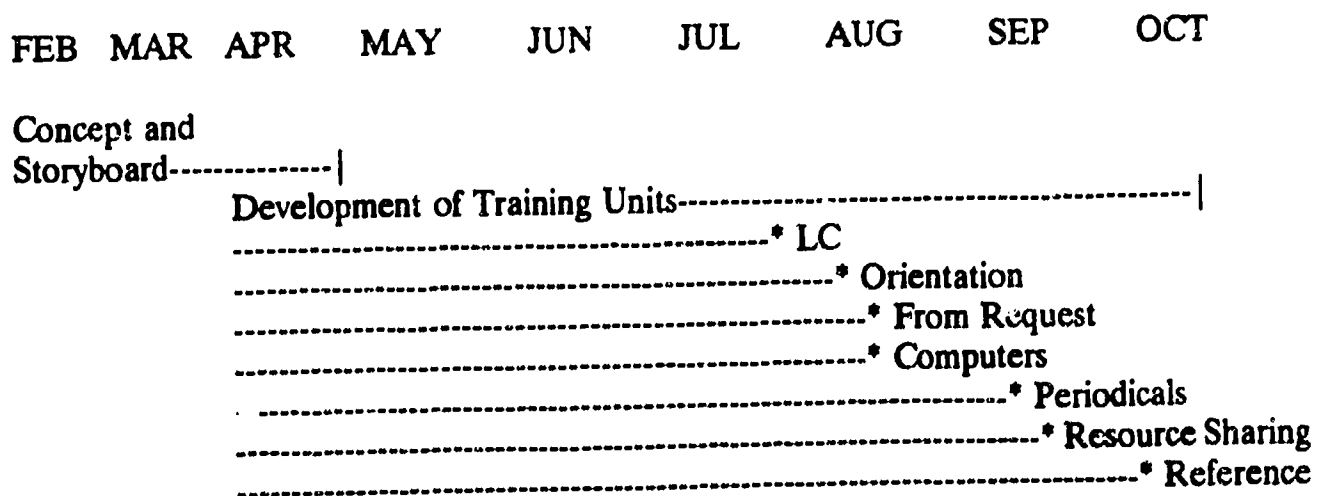 FEB MAR APR MAY JUN JUL AUG SEP OCT
Concept and
Storyboard---------------|
Development of Training Units--------------------------------------------------|
----------------------------------------------------* LC
----------------------------------------------------------* Orientation
-------------------------------------------------------------* From Request
-------------------------------------------------------------* Computers
------------------------------------------------------------------------* Periodicals
-----------------------------------------------------------------------------* Resource Sharing
--------------------------------------------------------------------------------------* Reference